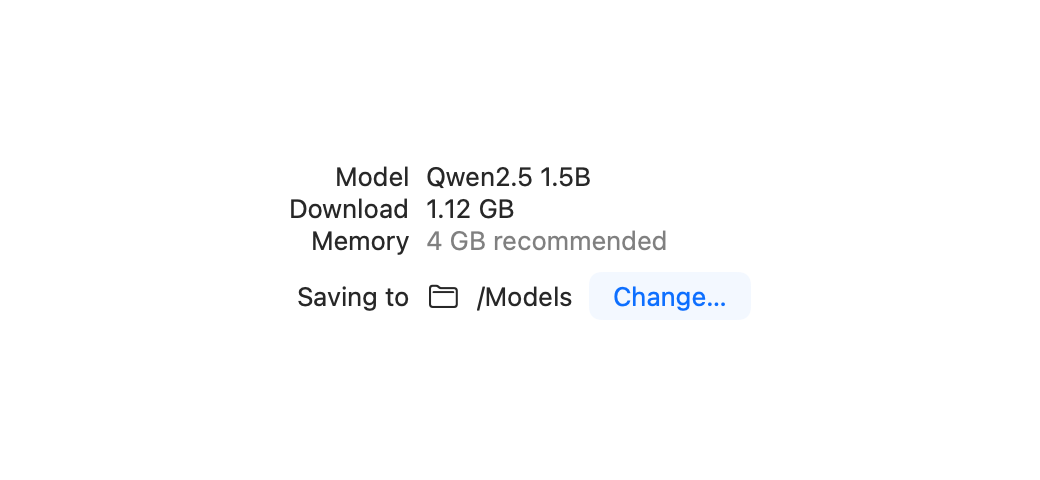 Model Qwen2.5 1.5B
Download 1.12 GB
Memory 4 GB recommended
Saving to /Models Change...